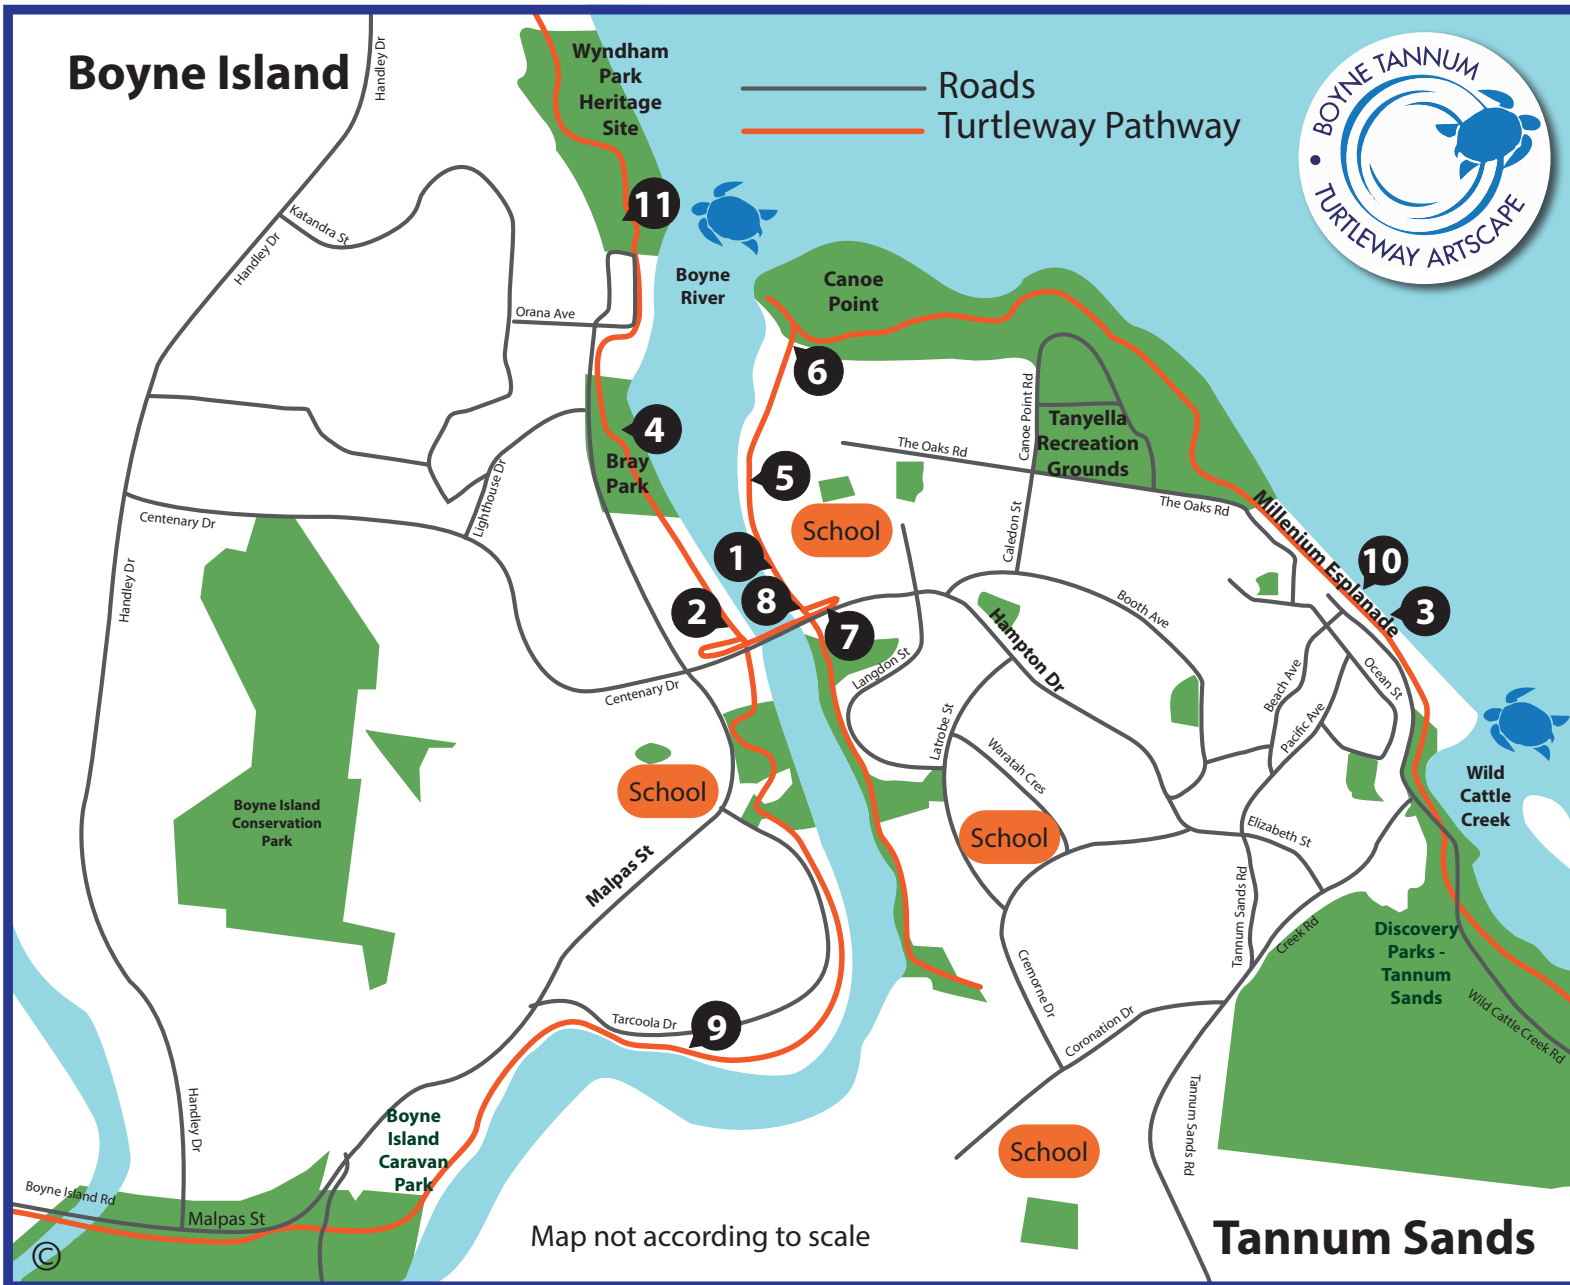 Boyne Island
Handley Dr
Wyndham
Park
Heritage
Site
Roads
Turtleway Pathway
BOYNE TANNUM
• TURTLEWAY ARTSCAPE
11
Katandra St
Handley Dr
Boyne
River
Canoe
Point
Orana Ave
6
Canoe Point Rd
4
Bray
Park
The Oaks Rd
Tanyella
Recreation
Grounds
5
Lighthouse Dr
The Oaks Rd
Millenium Esplanade
Centenary Dr
School
Caledon St
1
10
Handley Dr
8
2
7
3
Booth Ave
Hampton Dr
Langdon St
Ocean St
Beach Ave
Centenary Dr
Pacific Ave
Latrobe St
Waratah Cres
School
Wild
Cattle
Creek
Boyne Island
Conservation
Park
School
Elizabeth St
Malpas St
Tannum Sands Rd
Creek Rd
Discovery
Parks -
Tannum
Sands
Cremorne Dr
Wild Cattle Creek Rd
Tarcoola Dr
9
Coronation Dr
Handley Dr
Tannum Sands Rd
Boyne
Island
Caravan
Park
School
Boyne Island Rd
Malpas St
Map not according to scale
Tannum Sands
©